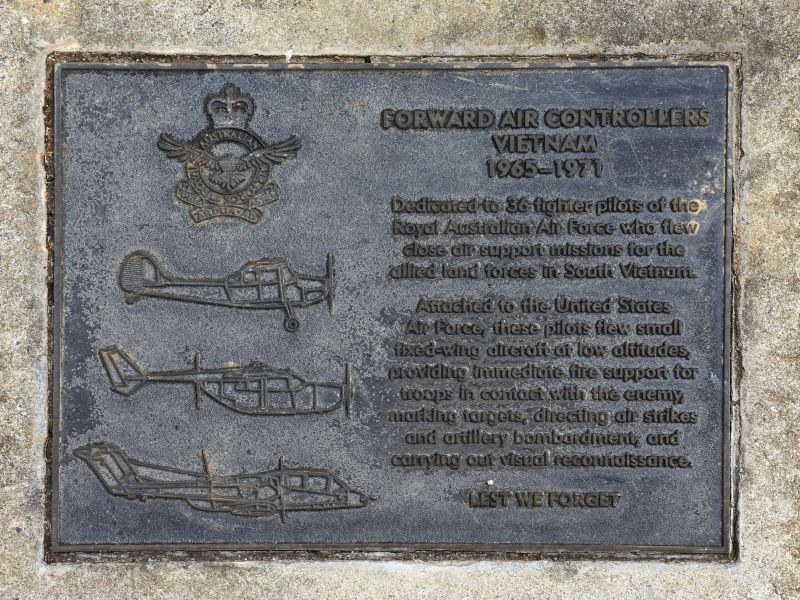 AUSTRALIAN
FORWARD AIR CONTROLLERS
VIETNAM
1965–1971
Dedicated to 36 fighter pilots of the
Royal Australian Air Force who flew
close air support missions for the
allied land forces in South Vietnam.
Attached to the United States
Air Force, these pilots flew small
fixed-wing aircraft at low altitudes,
providing immediate fire support for
troops in contact with the enemy,
marking targets, directing air strikes
and artillery bombardment, and
carrying out visual reconnaissance.
LEST WE FORGET